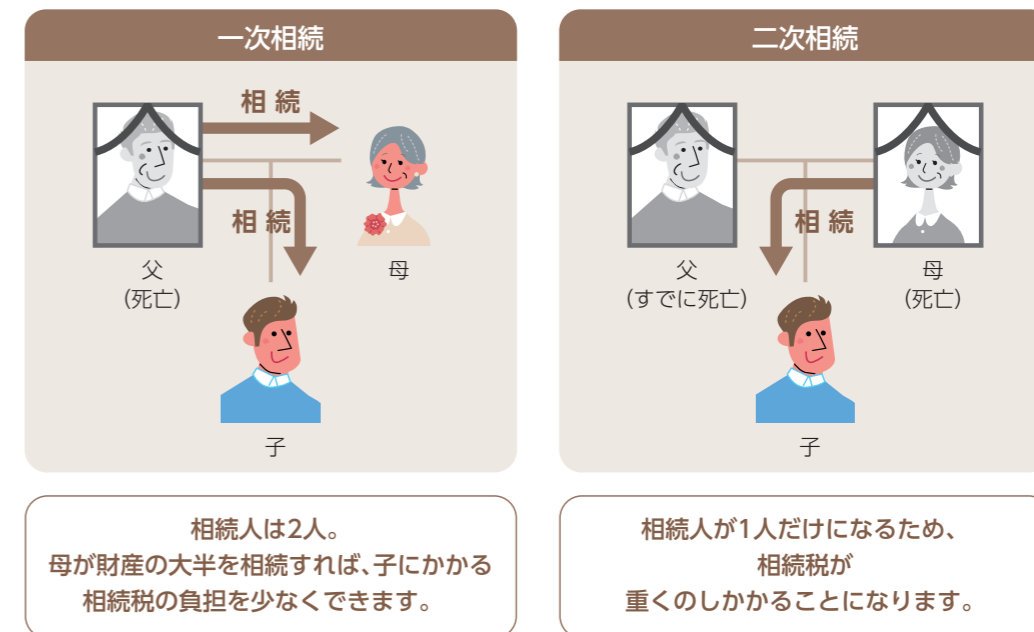 一次相続
相 続
相 続
父
(死亡)
母
子
相続人は2人。
母が財産の大半を相続すれば、子にかかる
相続税の負担を少なくできます。
二次相続
相 続
父
(すでに死亡)
母
(死亡)
子
相続人が1人だけになるため、
相続税が
重くのしかかることになります。